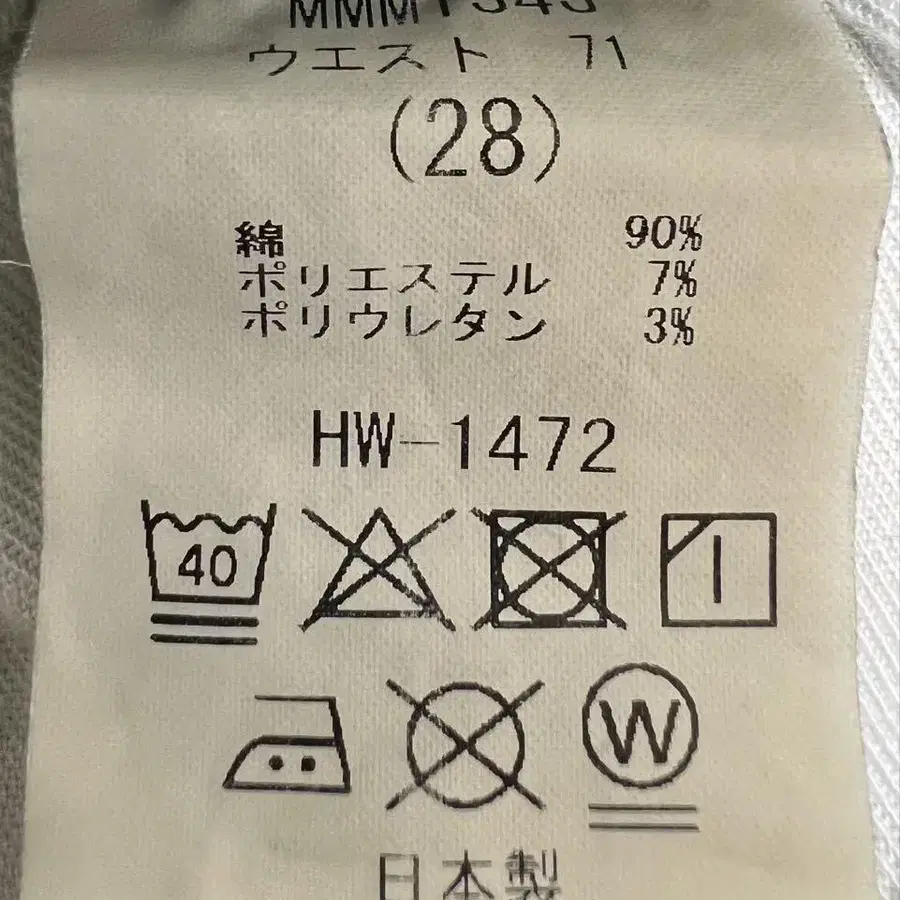 ウエスト 71
(28)
綿 90%
ポリエステル 7%
ポリウレタン 3%
HW-1472
40
W
日本製